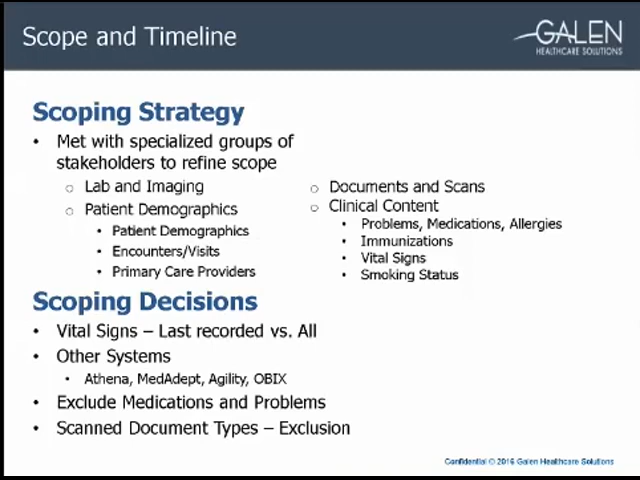 Scope and Timeline
GALEN
HEALTHCARE SOLUTIONS
Scoping Strategy
• Met with specialized groups of
stakeholders to refine scope
○ Lab and Imaging
○ Patient Demographics
• Patient Demographics
• Encounters/Visits
• Primary Care Providers
○ Documents and Scans
○ Clinical Content
• Problems, Medications, Allergies
• Immunizations
• Vital Signs
• Smoking Status
Scoping Decisions
• Vital Signs – Last recorded vs. All
• Other Systems
• Athena, MedAdept, Agility, OBIX
• Exclude Medications and Problems
• Scanned Document Types – Exclusion
Confidential © 2016 Galen Healthcare Solutions